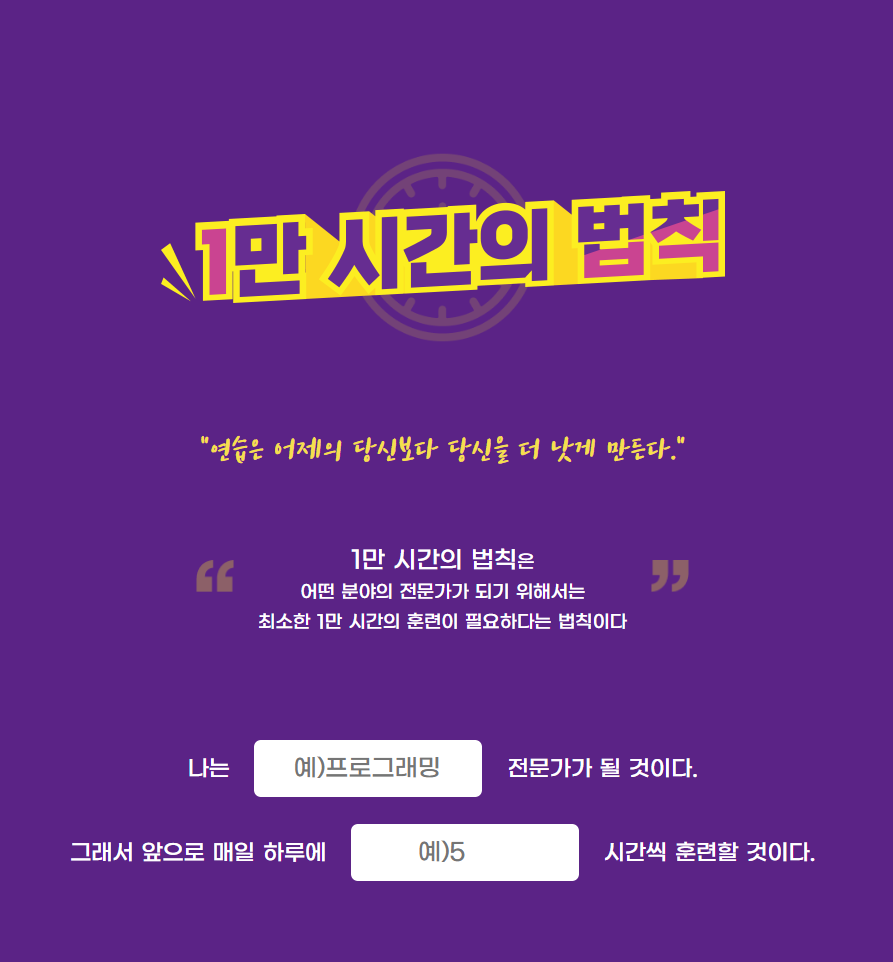 1만 시간의 법칙
"연습은 어제의 당신보다 당신을 더 낫게 만든다."
“ 1만 시간의 법칙은 ”
어떤 분야의 전문가가 되기 위해서는
최소한 1만 시간의 훈련이 필요하다는 법칙이다
나는 예)프로그래밍 전문가가 될 것이다.
그래서 앞으로 매일 하루에 예)5 시간씩 훈련할 것이다.